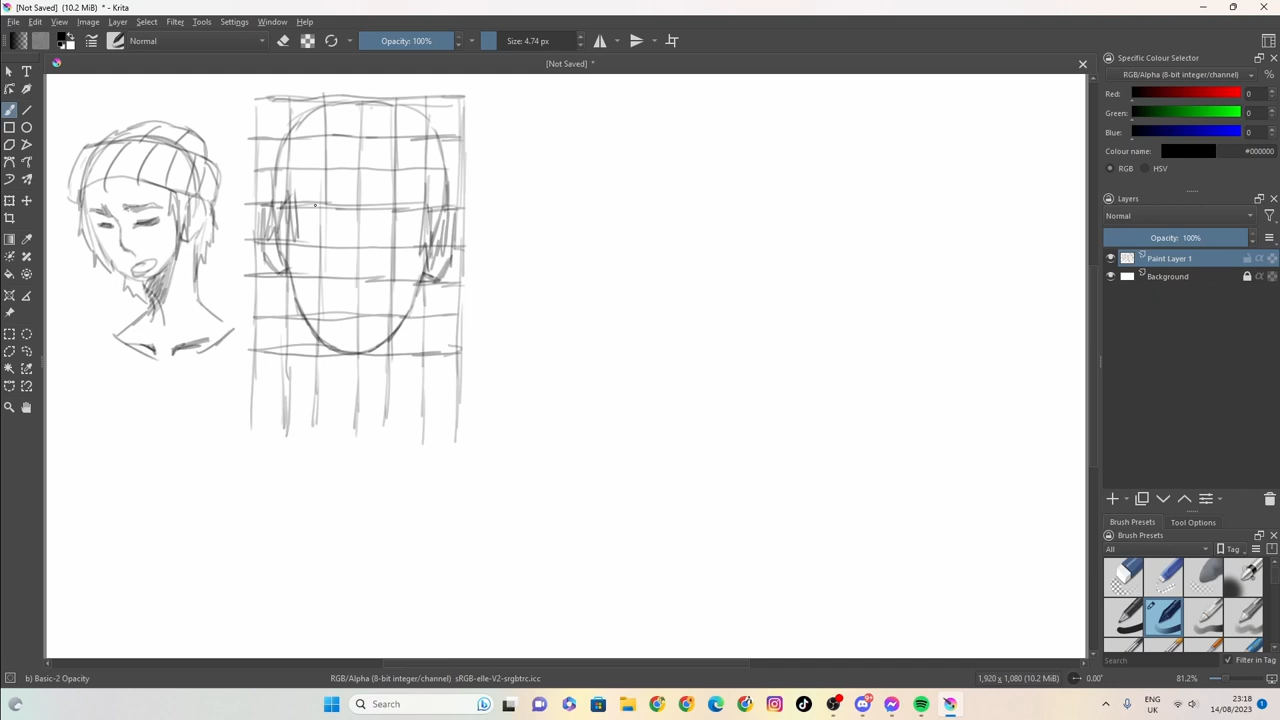 [Not Saved] (10.2 MiB) * - Krita
File Edit View Image Layer Select Filter Tools Settings Window Help
Normal Opacity: 100% Size: 4.74 px
[Not Saved] *
Specific Colour Selector
RGB/Alpha (8-bit integer/channel) %
Red: 0
Green: 0
Blue: 0
Colour name: #000000
RGB HSV
Layers
Normal
Opacity: 100%
Paint Layer 1
Background
Brush Presets Tool Options
Brush Presets
All Tag
Search Filter in Tag
b) Basic-2 Opacity RGB/Alpha (8-bit integer/channel) sRGB-elle-V2-srgbtrc.icc 1,920 x 1,080 (10.2 MiB) 0.00° 81.2%
Search ENG 23:18
UK 14/08/2023